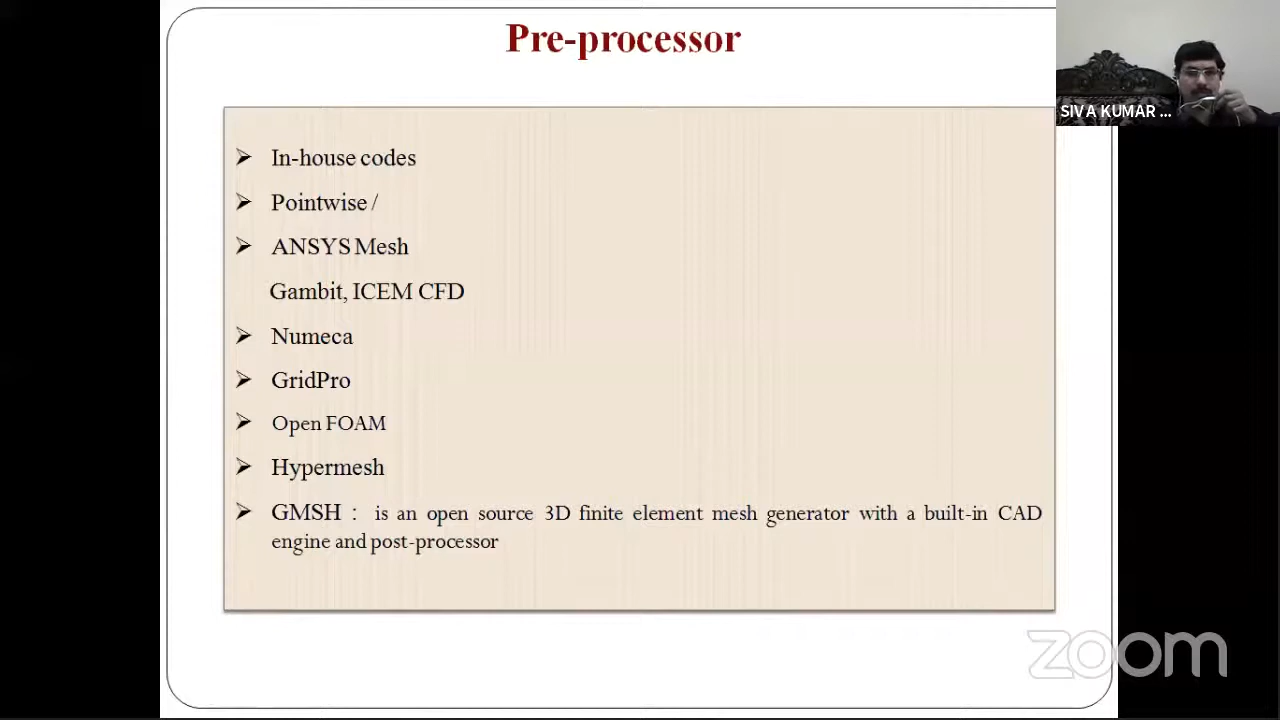 Pre-processor
SIVA KUMAR ...
➢ In-house codes
➢ Pointwise /
➢ ANSYS Mesh
Gambit, ICEM CFD
➢ Numeca
➢ GridPro
➢ Open FOAM
➢ Hypermesh
➢ GMSH : is an open source 3D finite element mesh generator with a built-in CAD
engine and post-processor
zoom